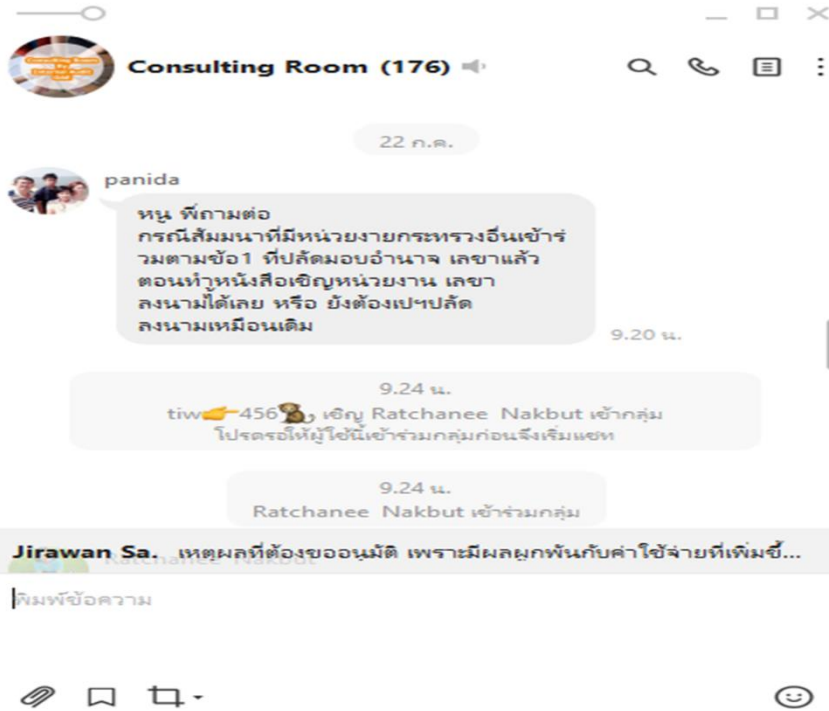 Consulting Room (176)
22 ก.ค.
panida
หนู พี่ถามต่อ
กรณีสัมมนาที่มีหน่วยงายกระทรวงอื่นเข้าร่
วมตามข้อ1 ที่ปลัดมอบอำนาจ เลขาแล้ว
ตอนทำหนังสือเชิญหน่วยงาน เลขา
ลงนามได้เลย หรือ ยังต้องเปฯปลัด
ลงนามเหมือนเดิม
9.20 น.
9.24 น.
tiw👉456🐒, เชิญ Ratchanee Nakbut เข้ากลุ่ม
โปรดรอให้ผู้ใช้นี้เข้าร่วมกลุ่มก่อนจึงเริ่มแชท
9.24 น.
Ratchanee Nakbut เข้าร่วมกลุ่ม
Jirawan Sa. เหตุผลที่ต้องขออนุมัติ เพราะมีผลผูกพันกับค่าใช้จ่ายที่เพิ่มขึ้...
Ratchanee Nakbut
พิมพ์ข้อความ